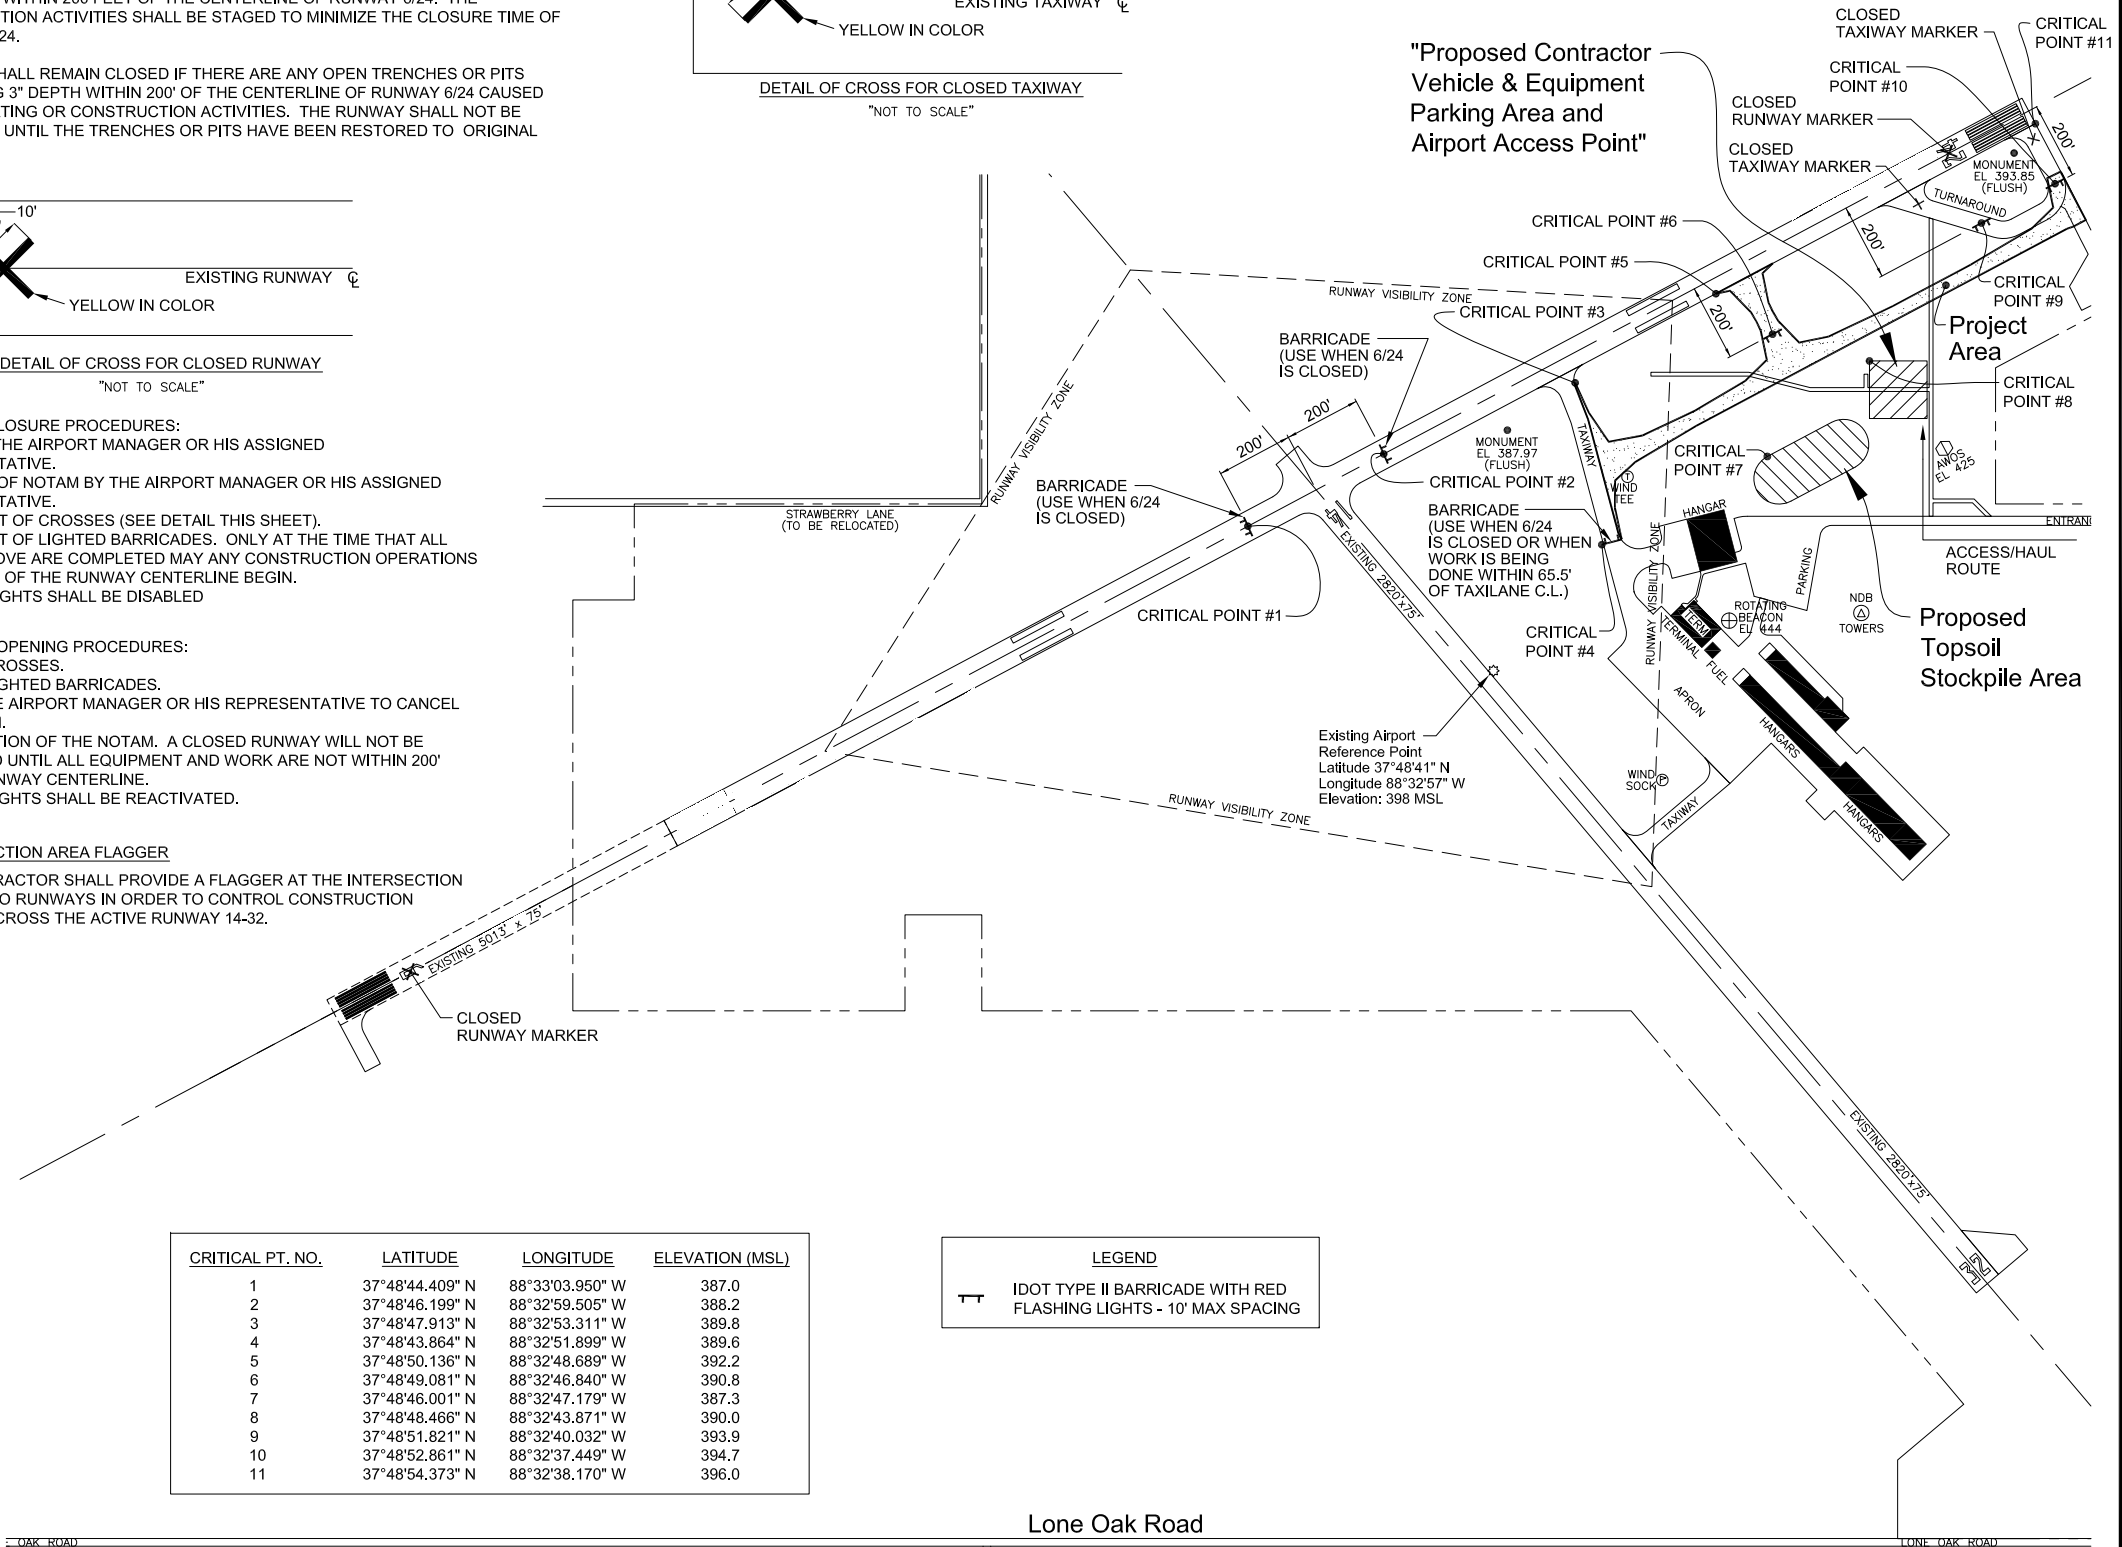 WITHIN 200 FEET OF THE CENTERLINE OF RUNWAY 6/24. THE
TION ACTIVITIES SHALL BE STAGED TO MINIMIZE THE CLOSURE TIME OF
24.
HALL REMAIN CLOSED IF THERE ARE ANY OPEN TRENCHES OR PITS
G 3" DEPTH WITHIN 200' OF THE CENTERLINE OF RUNWAY 6/24 CAUSED
TING OR CONSTRUCTION ACTIVITIES. THE RUNWAY SHALL NOT BE
UNTIL THE TRENCHES OR PITS HAVE BEEN RESTORED TO ORIGINAL
10'
EXISTING RUNWAY ℄
YELLOW IN COLOR
DETAIL OF CROSS FOR CLOSED RUNWAY
"NOT TO SCALE"
LOSURE PROCEDURES:
THE AIRPORT MANAGER OR HIS ASSIGNED
TATIVE.
OF NOTAM BY THE AIRPORT MANAGER OR HIS ASSIGNED
TATIVE.
T OF CROSSES (SEE DETAIL THIS SHEET).
T OF LIGHTED BARRICADES. ONLY AT THE TIME THAT ALL
OVE ARE COMPLETED MAY ANY CONSTRUCTION OPERATIONS
OF THE RUNWAY CENTERLINE BEGIN.
GHTS SHALL BE DISABLED
OPENING PROCEDURES:
ROSSES.
GHTED BARRICADES.
E AIRPORT MANAGER OR HIS REPRESENTATIVE TO CANCEL
TION OF THE NOTAM. A CLOSED RUNWAY WILL NOT BE
D UNTIL ALL EQUIPMENT AND WORK ARE NOT WITHIN 200'
NWAY CENTERLINE.
GHTS SHALL BE REACTIVATED.
CTION AREA FLAGGER
RACTOR SHALL PROVIDE A FLAGGER AT THE INTERSECTION
O RUNWAYS IN ORDER TO CONTROL CONSTRUCTION
CROSS THE ACTIVE RUNWAY 14-32.
EXISTING TAXIWAY ℄
YELLOW IN COLOR
DETAIL OF CROSS FOR CLOSED TAXIWAY
"NOT TO SCALE"
"Proposed Contractor
Vehicle & Equipment
Parking Area and
Airport Access Point"
CLOSED
TAXIWAY MARKER
CRITICAL
POINT #11
CRITICAL
POINT #10
CLOSED
RUNWAY MARKER
CLOSED
TAXIWAY MARKER
200'
MONUMENT
EL 393.85
(FLUSH)
TURNAROUND
24
CRITICAL POINT #6
200'
CRITICAL POINT #5
CRITICAL
POINT #9
RUNWAY VISIBILITY ZONE
CRITICAL POINT #3
200'
Project
Area
BARRICADE
(USE WHEN 6/24
IS CLOSED)
CRITICAL
POINT #8
200'
200'
RUNWAY VISIBILITY ZONE
MONUMENT
EL 387.97
(FLUSH)
TAXIWAY
CRITICAL
POINT #7
AWOS
EL 425
CRITICAL POINT #2
WIND
TEE
BARRICADE
(USE WHEN 6/24
IS CLOSED)
STRAWBERRY LANE
(TO BE RELOCATED)
BARRICADE
(USE WHEN 6/24
IS CLOSED OR WHEN
WORK IS BEING
DONE WITHIN 65.5'
OF TAXILANE C.L.)
HANGAR
14
ENTRAN
ACCESS/HAUL
ROUTE
EXISTING 2820'x75'
RUNWAY VISIBILITY ZONE
PARKING
CRITICAL POINT #1
ROTATING
BEACON
EL 444
NDB
TOWERS
Proposed
Topsoil
Stockpile Area
CRITICAL
POINT #4
TERM
TERMINAL
FUEL
APRON
HANGARS
Existing Airport
Reference Point
Latitude 37°48'41" N
Longitude 88°32'57" W
Elevation: 398 MSL
WIND
SOCK
HANGARS
TAXIWAY
RUNWAY VISIBILITY ZONE
EXISTING 5013' x 75'
CLOSED
RUNWAY MARKER
EXISTING 2820'x75'
32
CRITICAL PT. NO. LATITUDE LONGITUDE ELEVATION (MSL)
1 37°48'44.409" N 88°33'03.950" W 387.0
2 37°48'46.199" N 88°32'59.505" W 388.2
3 37°48'47.913" N 88°32'53.311" W 389.8
4 37°48'43.864" N 88°32'51.899" W 389.6
5 37°48'50.136" N 88°32'48.689" W 392.2
6 37°48'49.081" N 88°32'46.840" W 390.8
7 37°48'46.001" N 88°32'47.179" W 387.3
8 37°48'48.466" N 88°32'43.871" W 390.0
9 37°48'51.821" N 88°32'40.032" W 393.9
10 37°48'52.861" N 88°32'37.449" W 394.7
11 37°48'54.373" N 88°32'38.170" W 396.0
LEGEND
IDOT TYPE II BARRICADE WITH RED
FLASHING LIGHTS - 10' MAX SPACING
Lone Oak Road
OAK ROAD
LONE OAK ROAD